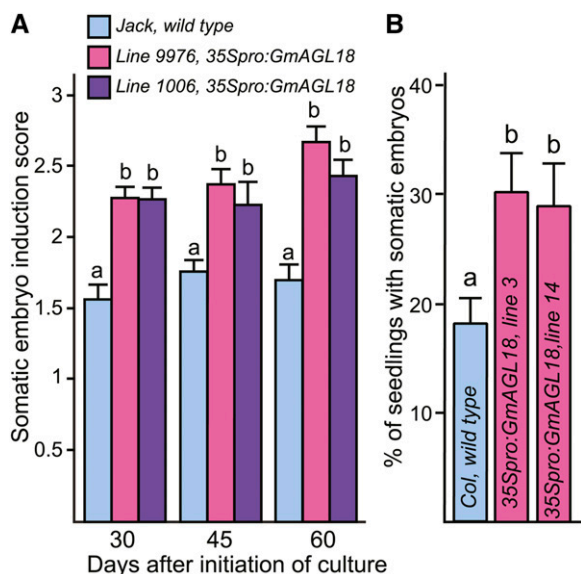 A
Jack, wild type
Line 9976, 35Spro:GmAGL18
Line 1006, 35Spro:GmAGL18
Somatic embryo induction score
3
2.5
2
1.5
1
0.5
a
b
b
a
b
b
a
b
b
30
45
60
Days after initiation of culture
B
% of seedlings with somatic embryos
40
30
20
10
a
b
b
Col, wild type
35Spro:GmAGL18, line 3
35Spro:GmAGL18,line 14